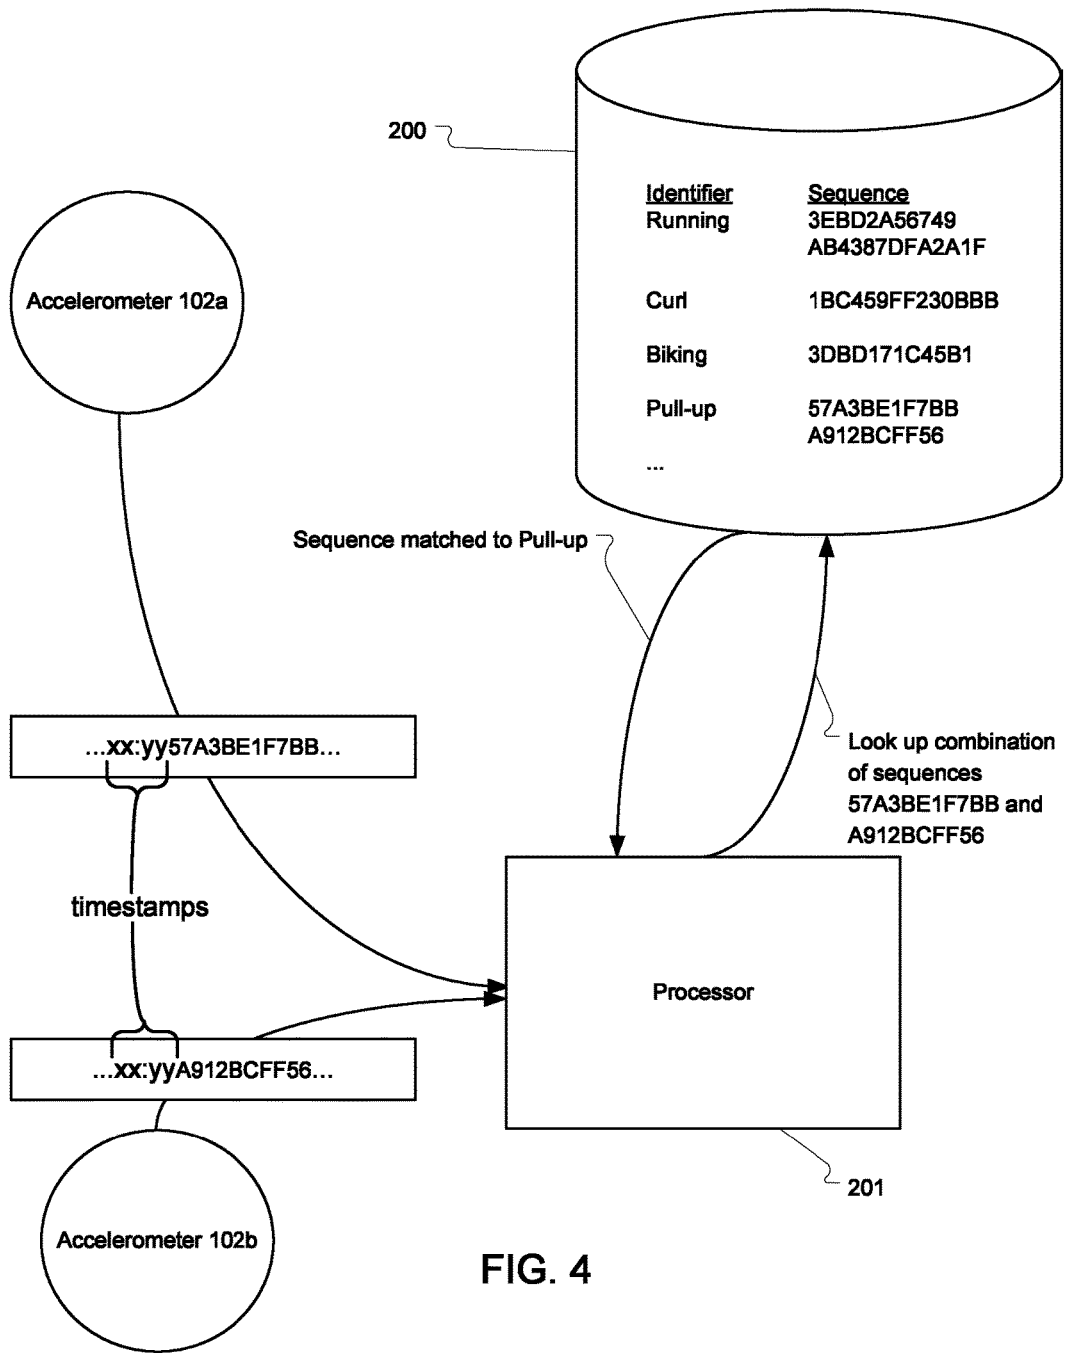 200
Identifier Sequence
Running 3EBD2A56749
AB4387DFA2A1F
Curl 1BC459FF230BBB
Biking 3DBD171C45B1
Pull-up 57A3BE1F7BB
A912BCFF56
...
Accelerometer 102a
Sequence matched to Pull-up
...xx:yy57A3BE1F7BB...
Look up combination
of sequences
57A3BE1F7BB and
A912BCFF56
timestamps
Processor
...xx:yyA912BCFF56...
201
Accelerometer 102b
FIG. 4